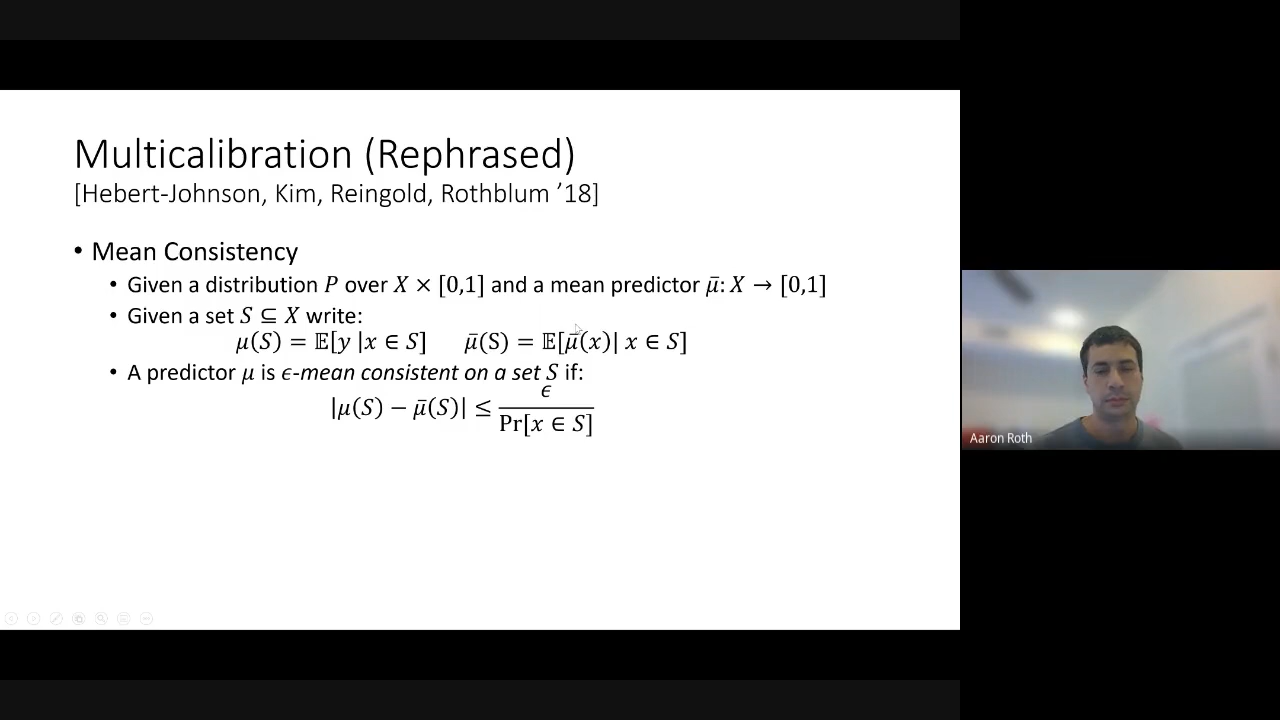 Multicalibration (Rephrased)
[Hebert-Johnson, Kim, Reingold, Rothblum ’18]
• Mean Consistency
• Given a distribution 𝑃 over 𝑋 × [0,1] and a mean predictor 𝜇̄: 𝑋 → [0,1]
• Given a set 𝑆 ⊆ 𝑋 write:
𝜇(𝑆) = 𝔼[𝑦 |𝑥 ∈ 𝑆] 𝜇̄(S) = 𝔼[𝜇̄(𝑥)| 𝑥 ∈ 𝑆]
• A predictor 𝜇 is 𝜖-mean consistent on a set 𝑆 if:
|𝜇(𝑆) − 𝜇̄(𝑆)| ≤ 𝜖 / Pr[𝑥 ∈ 𝑆]
Aaron Roth